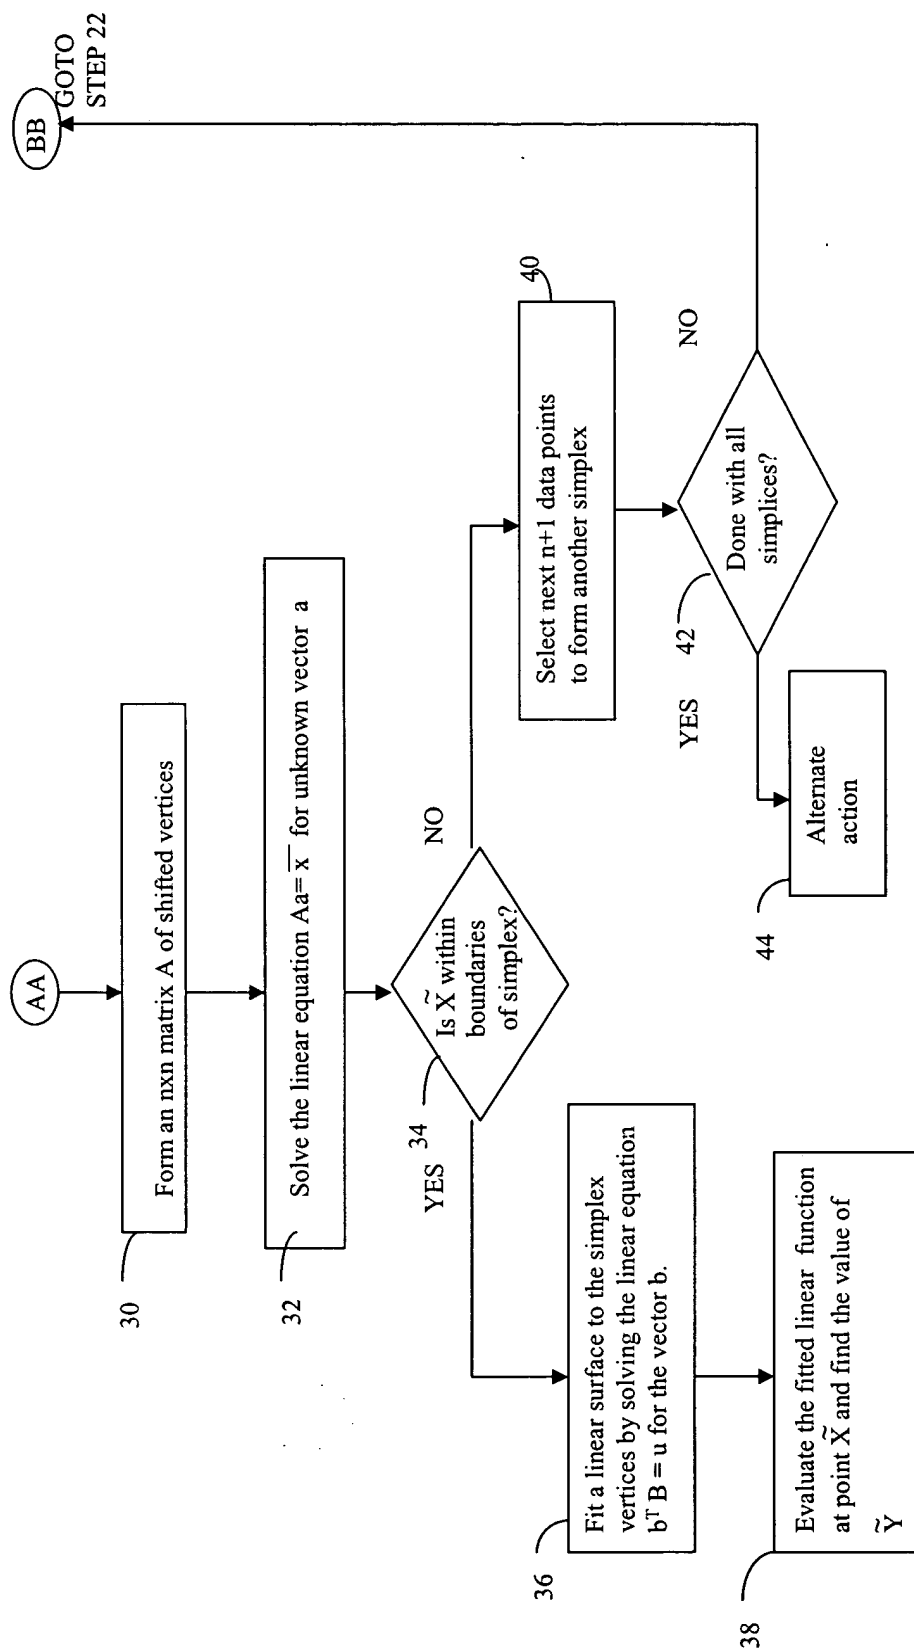 AA
30
Form an nxn matrix A of shifted vertices
32
Solve the linear equation Aa= x̅ for unknown vector a
34
Is X̃ within
boundaries
of simplex?
YES
NO
36
Fit a linear surface to the simplex
vertices by solving the linear equation
bᵀ B = u for the vector b.
38
Evaluate the fitted linear function
at point X̃ and find the value of
Ỹ
40
Select next n+1 data points
to form another simplex
42
Done with all
simplices?
YES
NO
44
Alternate
action
BB
GOTO
STEP 22